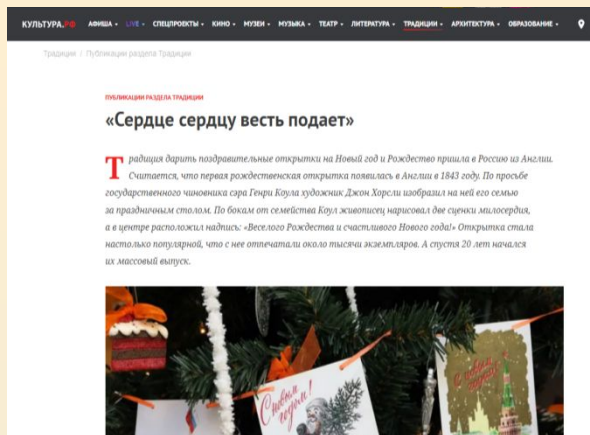 КУЛЬТУРА.РФ АФИША LIVE СПЕЦПРОЕКТЫ КИНО МУЗЕИ МУЗЫКА ТЕАТР ЛИТЕРАТУРА ТРАДИЦИИ АРХИТЕКТУРА ОБРАЗОВАНИЕ
Традиции / Публикации раздела Традиции
ПУБЛИКАЦИИ РАЗДЕЛА ТРАДИЦИИ
«Сердце сердцу весть подает»
Традиция дарить поздравительные открытки на Новый год и Рождество пришла в Россию из Англии.
Считается, что первая рождественская открытка появилась в Англии в 1843 году. По просьбе
государственного чиновника сэра Генри Коула художник Джон Хорсли изобразил на ней его семью
за праздничным столом. По бокам от семейства Коул живописец нарисовал две сценки милосердия,
а в центре расположил надпись: «Веселого Рождества и счастливого Нового года!» Открытка стала
настолько популярной, что с нее отпечатали около тысячи экземпляров. А спустя 20 лет начался
их массовый выпуск.
С новым
годом!
С новым
годом!